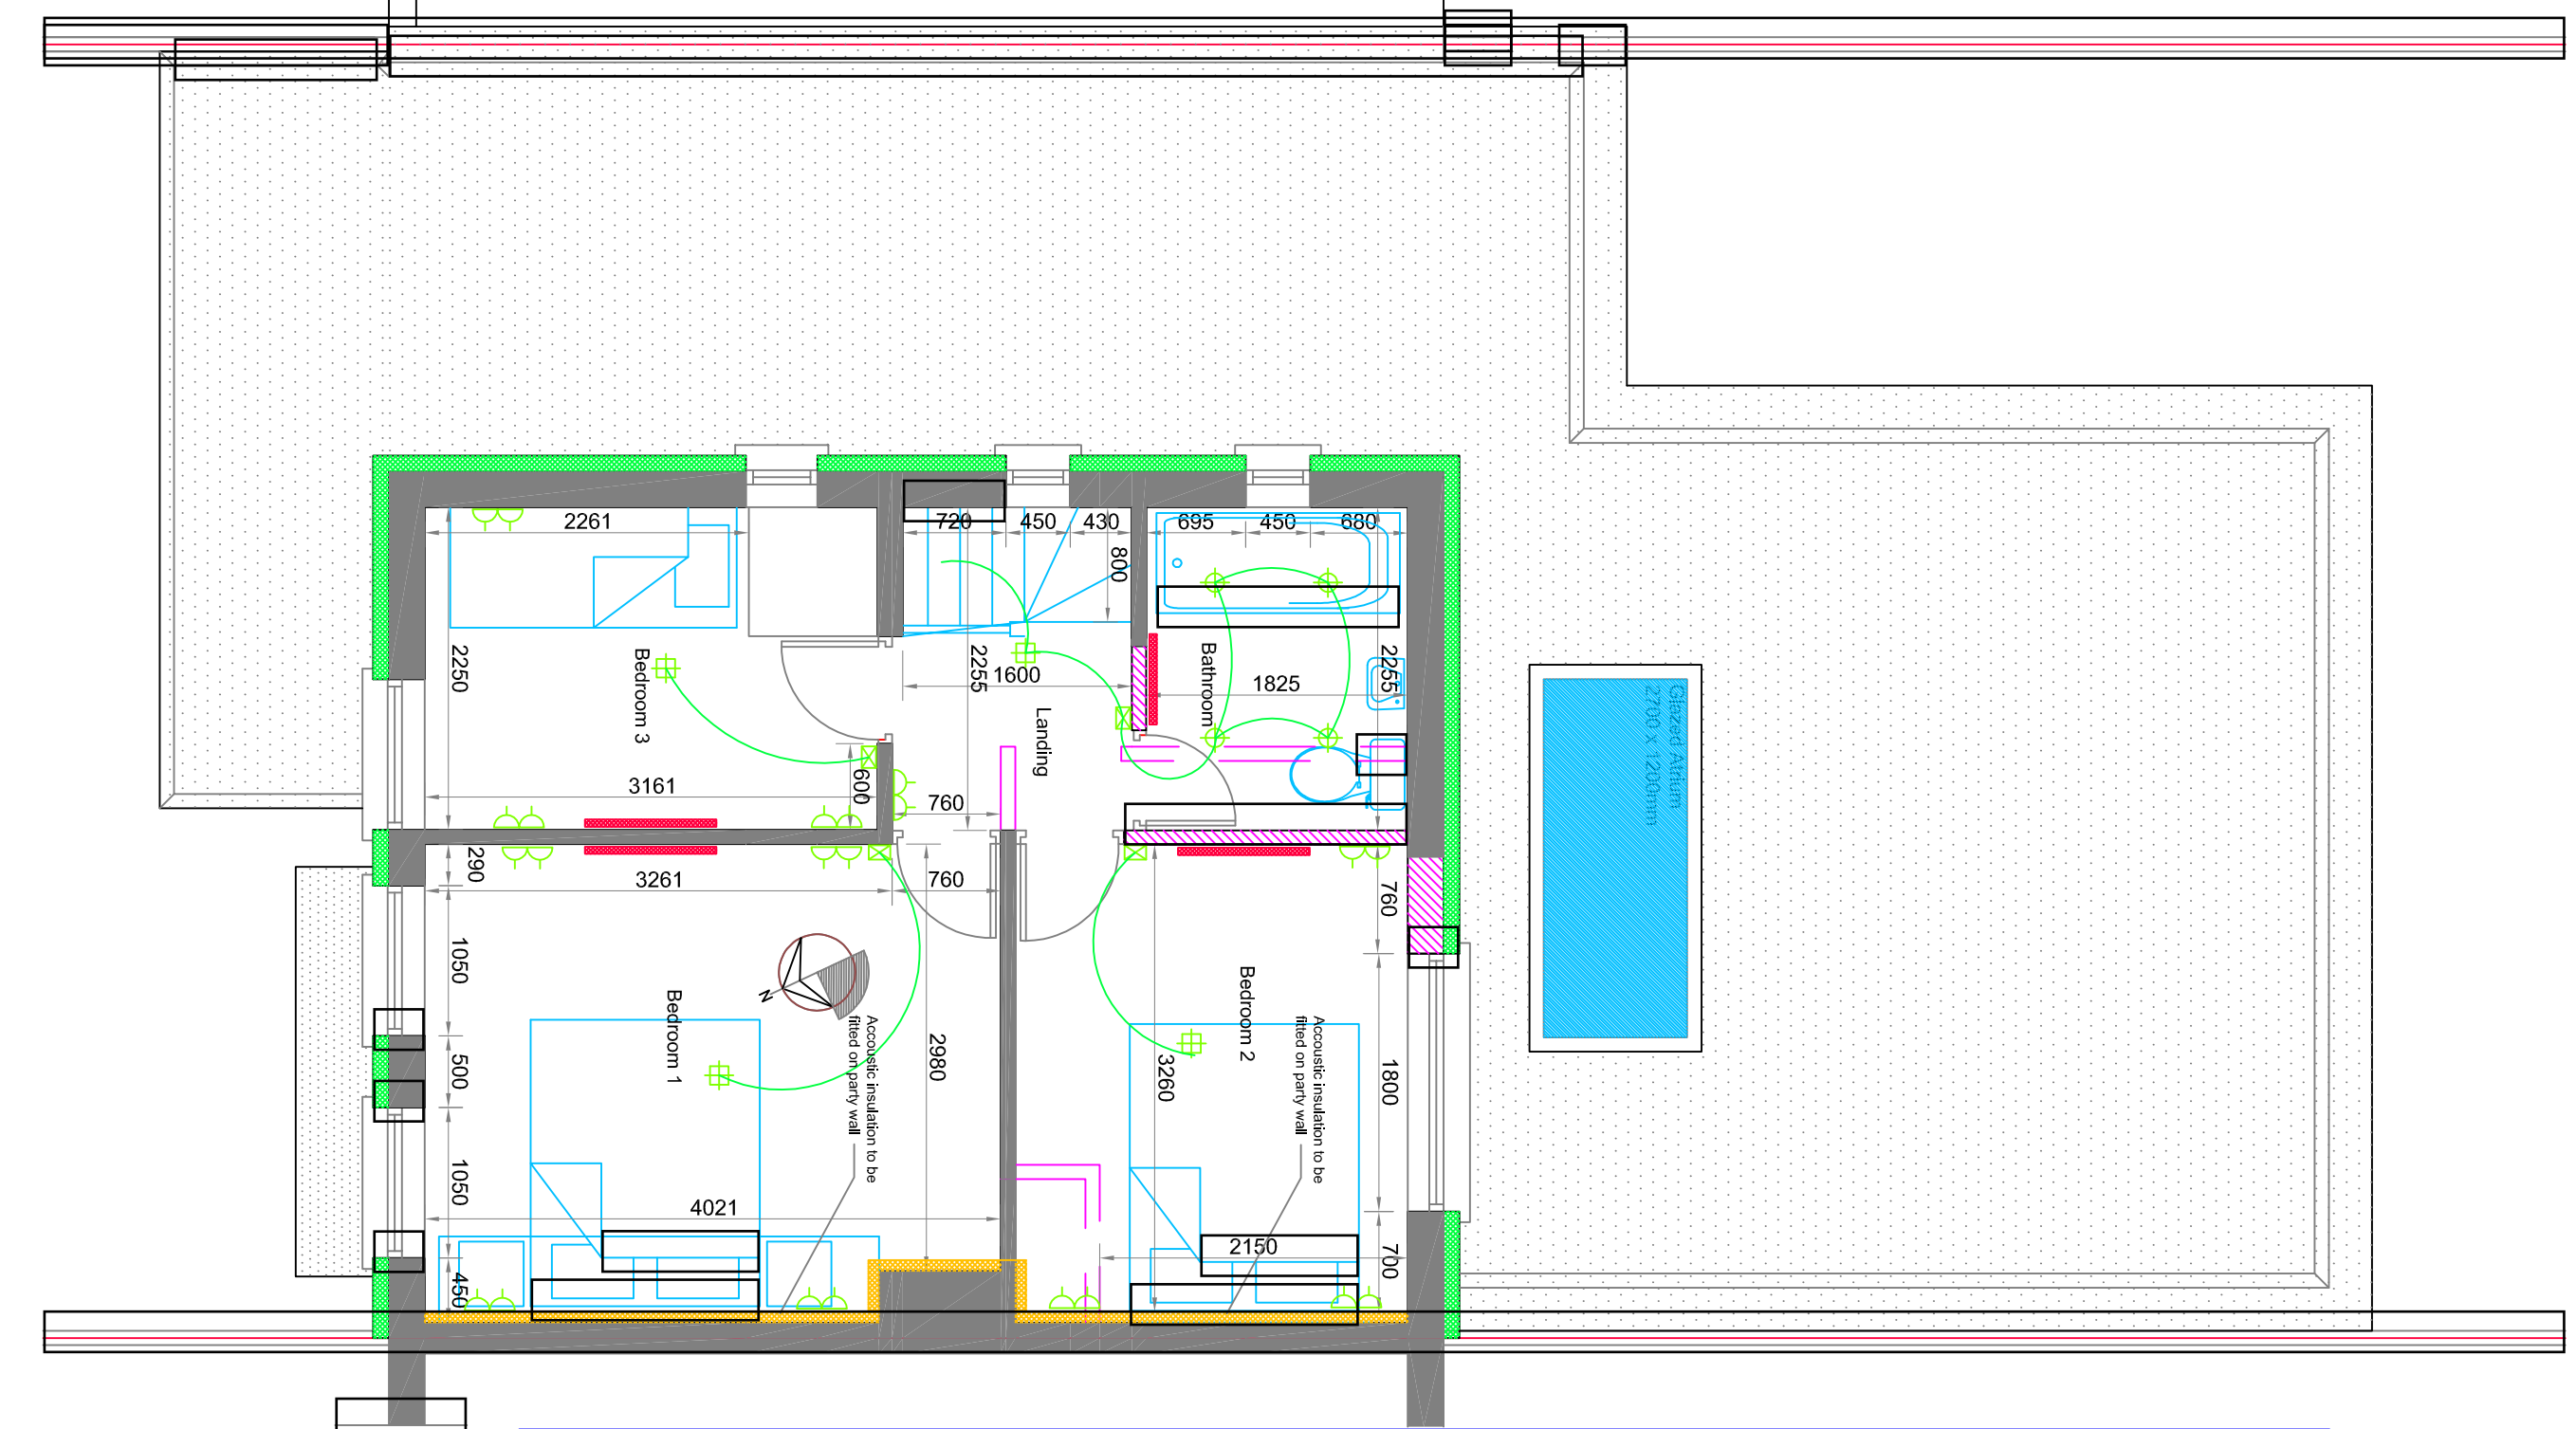 2261
720
450
430
695
450
680
800
2250
Bedroom 3
2255
1600
Landing
Bathroom
1825
2255
Glazed Atrium
2700 x 1200mm
3161
600
760
290
3261
760
760
1050
N
Bedroom 1
Accoustic insulation to be
fitted on party wall
2980
Bedroom 2
3260
Accoustic insulation to be
fitted on party wall
1800
500
1050
4021
2150
700
450